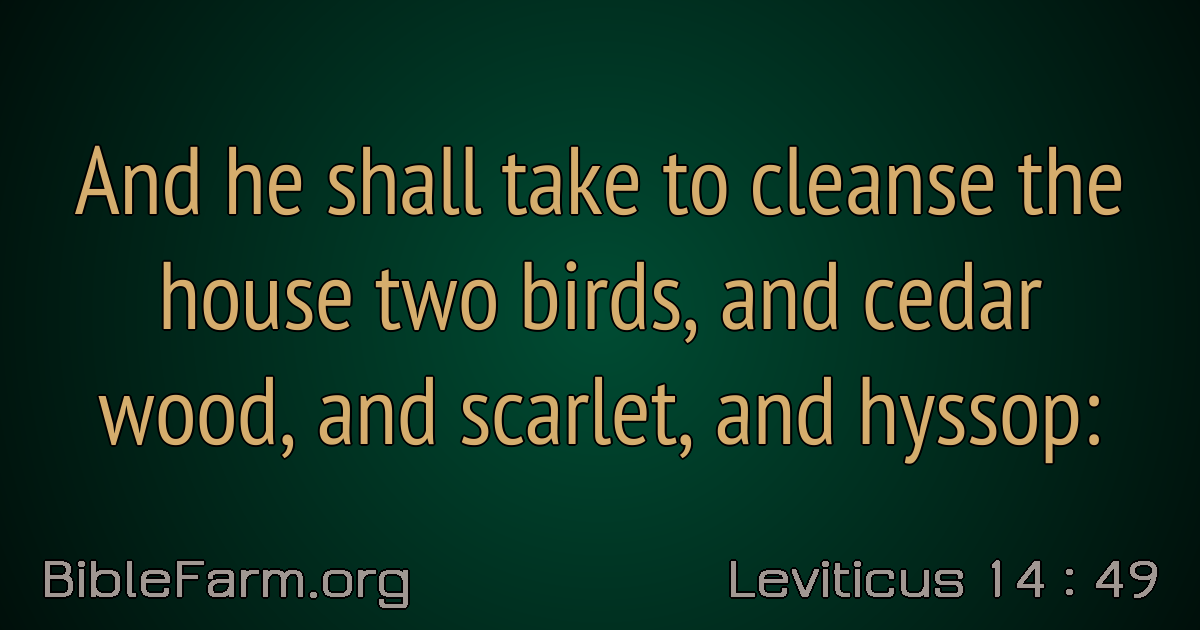 And he shall take to cleanse the
house two birds, and cedar
wood, and scarlet, and hyssop:
BibleFarm.org
Leviticus 14 : 49